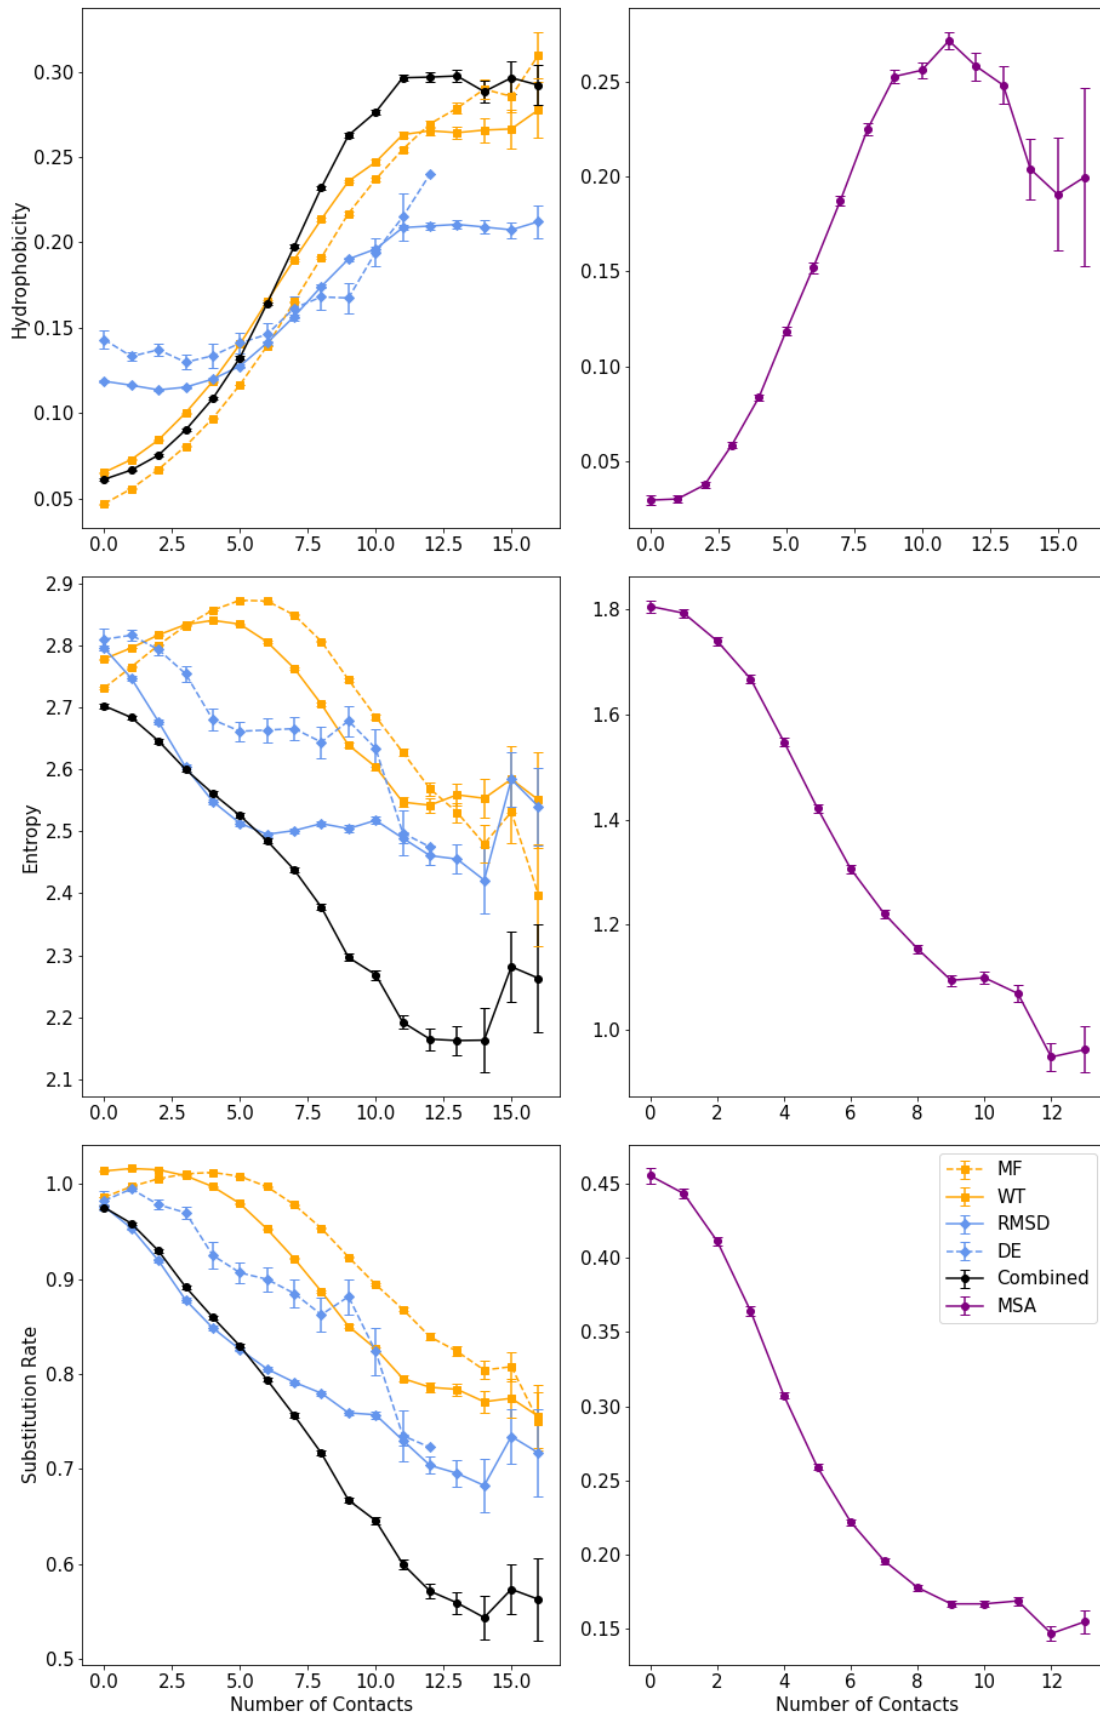 Hydrophobicity
0.30
0.25
0.20
0.15
0.10
0.05
0.0 2.5 5.0 7.5 10.0 12.5 15.0
0.25
0.20
0.15
0.10
0.05
0.0 2.5 5.0 7.5 10.0 12.5 15.0
Entropy
2.9
2.8
2.7
2.6
2.5
2.4
2.3
2.2
2.1
0.0 2.5 5.0 7.5 10.0 12.5 15.0
1.8
1.6
1.4
1.2
1.0
0 2 4 6 8 10 12
Substitution Rate
1.0
0.9
0.8
0.7
0.6
0.5
0.0 2.5 5.0 7.5 10.0 12.5 15.0
Number of Contacts
0.45
0.40
0.35
0.30
0.25
0.20
0.15
MF
WT
RMSD
DE
Combined
MSA
0 2 4 6 8 10 12
Number of Contacts